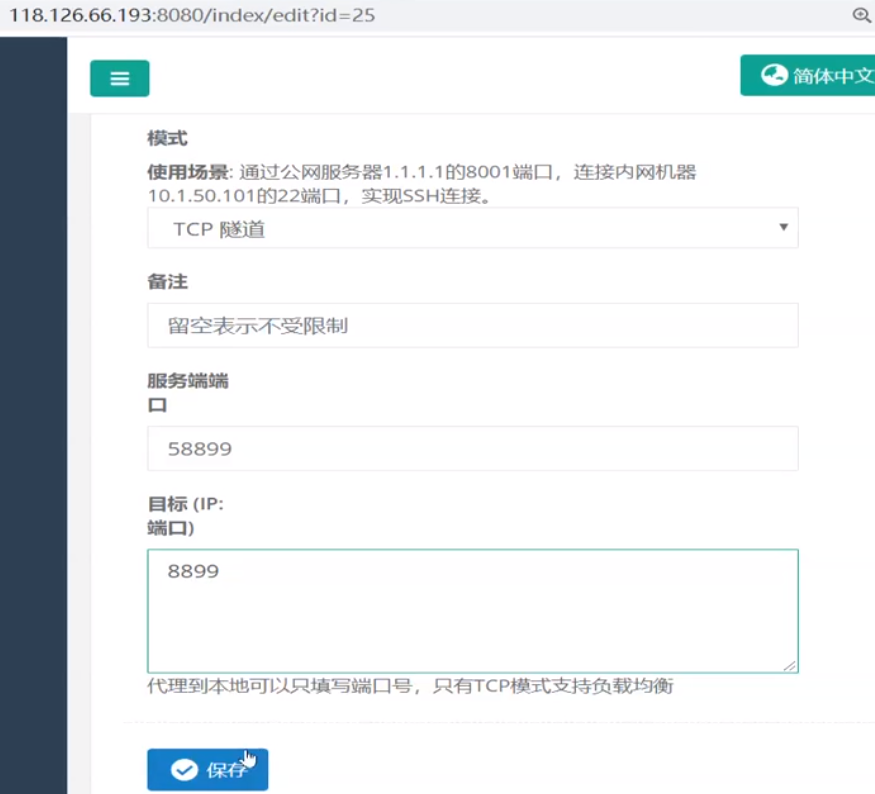 118.126.66.193:8080/index/edit?id=25
简体中文
模式
使用场景: 通过公网服务器1.1.1.1的8001端口，连接内网机器
10.1.50.101的22端口，实现SSH连接。
TCP 隧道
备注
留空表示不受限制
服务端端
口
58899
目标 (IP:
端口)
8899
代理到本地可以只填写端口号，只有TCP模式支持负载均衡
保存